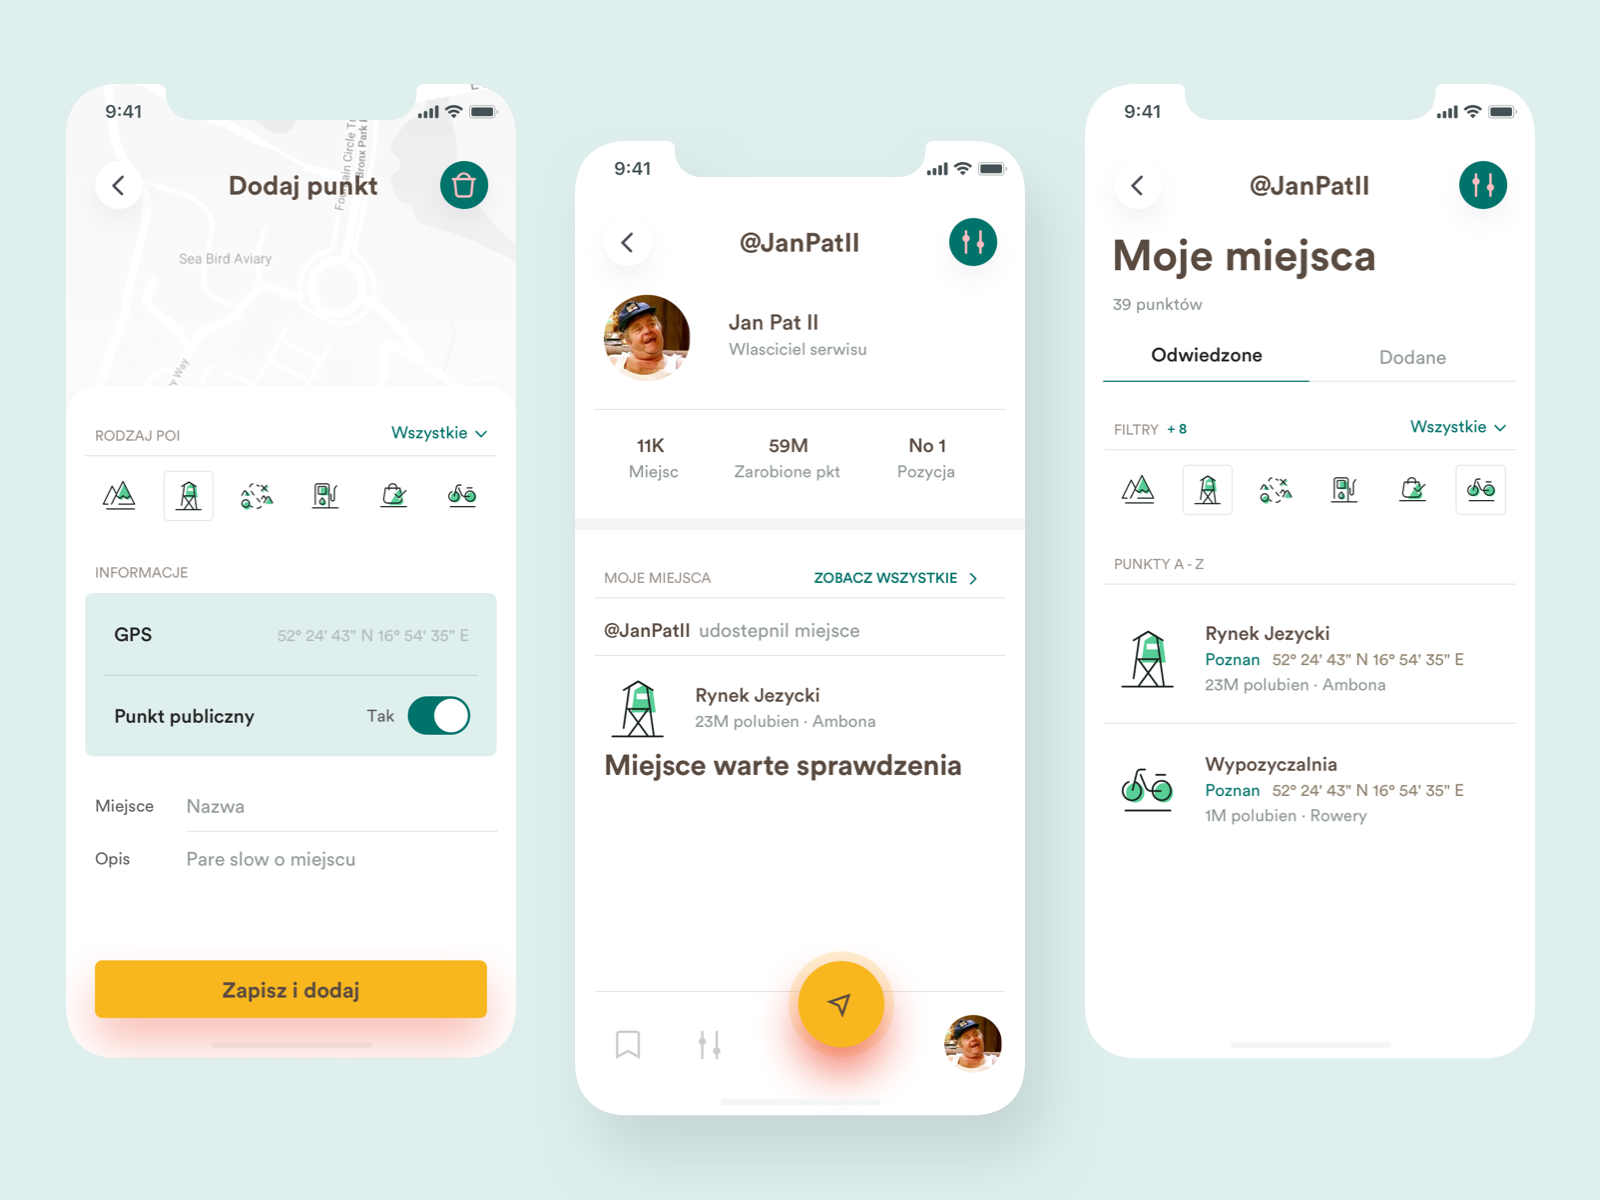 9:41
Dodaj punkt
Fountain Circle
Bronx Park
Sea Bird Aviary
Way
RODZAJ POI
Wszystkie
INFORMACJE
GPS
52° 24' 43" N 16° 54' 35" E
Punkt publiczny
Tak
Miejsce
Nazwa
Opis
Pare slow o miejscu
Zapisz i dodaj
9:41
@JanPatII
Jan Pat II
Wlasciciel serwisu
11K
59M
No 1
Miejsc
Zarobione pkt
Pozycja
MOJE MIEJSCA
ZOBACZ WSZYSTKIE
@JanPatII udostepnil miejsce
Rynek Jezycki
23M polubien · Ambona
Miejsce warte sprawdzenia
9:41
@JanPatII
Moje miejsca
39 punktów
Odwiedzone
Dodane
FILTRY + 8
Wszystkie
PUNKTY A - Z
Rynek Jezycki
Poznan 52° 24' 43" N 16° 54' 35" E
23M polubien · Ambona
Wypozyczalnia
Poznan 52° 24' 43" N 16° 54' 35" E
1M polubien · Rowery